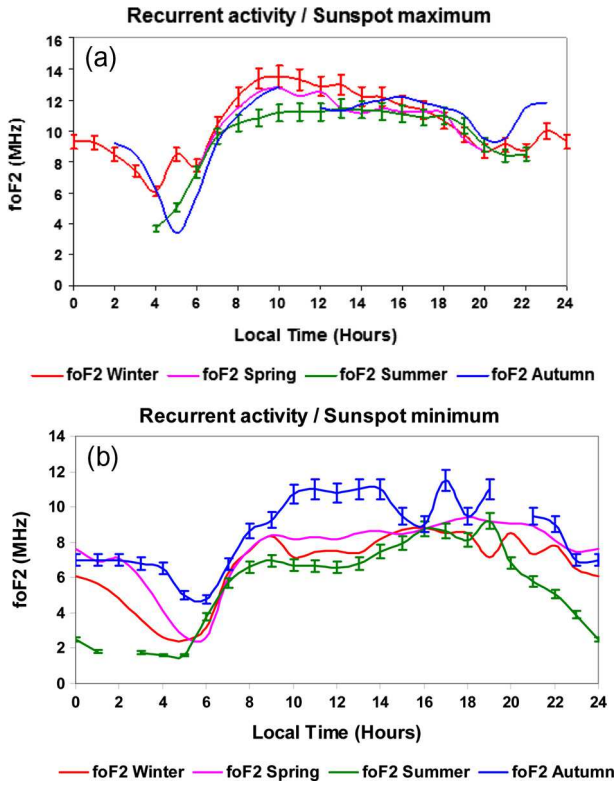 Recurrent activity / Sunspot maximum
(a)
foF2 (MHz)
16
14
12
10
8
6
4
2
0
0 2 4 6 8 10 12 14 16 18 20 22 24
Local Time (Hours)
foF2 Winter foF2 Spring foF2 Summer foF2 Autumn
Recurrent activity / Sunspot minimum
(b)
foF2 (MHz)
14
12
10
8
6
4
2
0
0 2 4 6 8 10 12 14 16 18 20 22 24
Local Time (Hours)
foF2 Winter foF2 Spring foF2 Summer foF2 Autumn